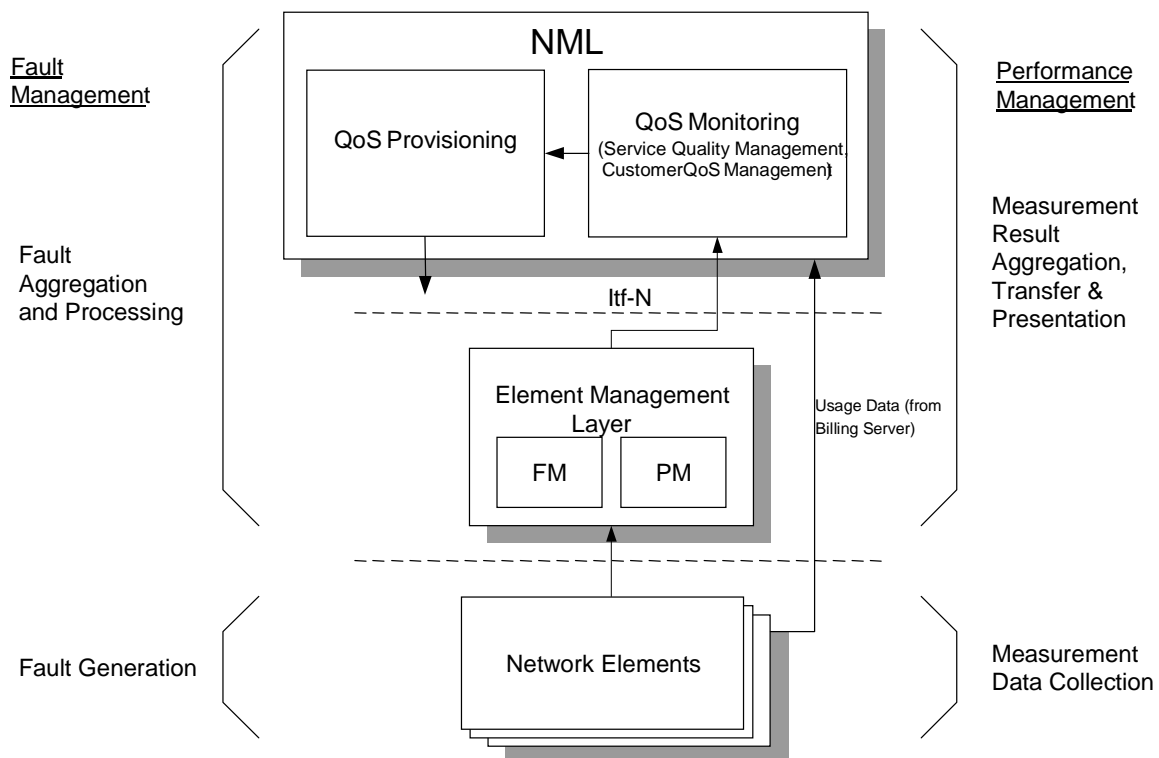 NML
Fault
Management
Performance
Management
QoS Provisioning
QoS Monitoring
(Service Quality Management,
CustomerQoS Management)
Fault
Aggregation
and Processing
Measurement
Result
Aggregation,
Transfer &
Presentation
Itf-N
Element Management
Layer
FM
PM
Usage Data (from
Billing Server)
Fault Generation
Network Elements
Measurement
Data Collection